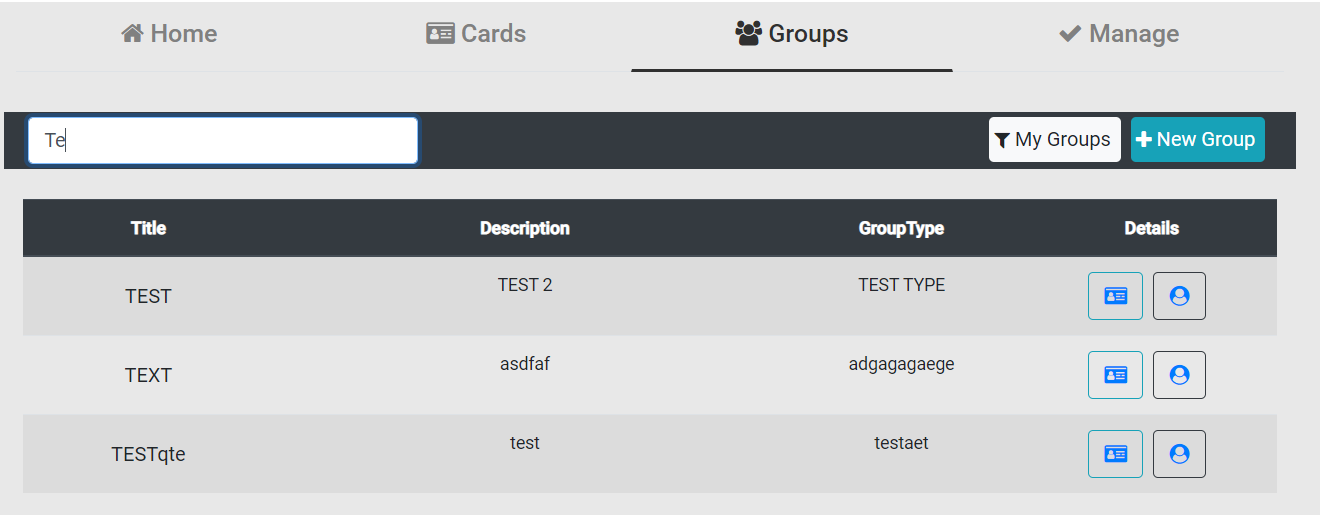 Home Cards Groups Manage
Te My Groups New Group
Title Description GroupType Details
TEST TEST 2 TEST TYPE
TEXT asdfaf adgagagaege
TESTqte test testaet